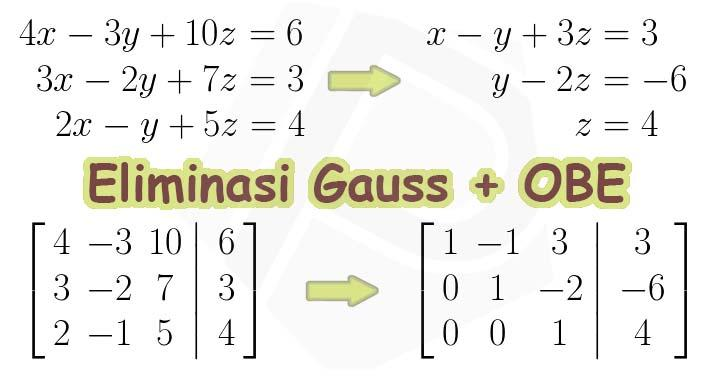 4x − 3y + 10z = 6
3x − 2y + 7z = 3
2x − y + 5z = 4
x − y + 3z = 3
y − 2z = −6
z = 4
Eliminasi Gauss + OBE
4 −3 10 | 6
3 −2 7 | 3
2 −1 5 | 4
1 −1 3 | 3
0 1 −2 | −6
0 0 1 | 4